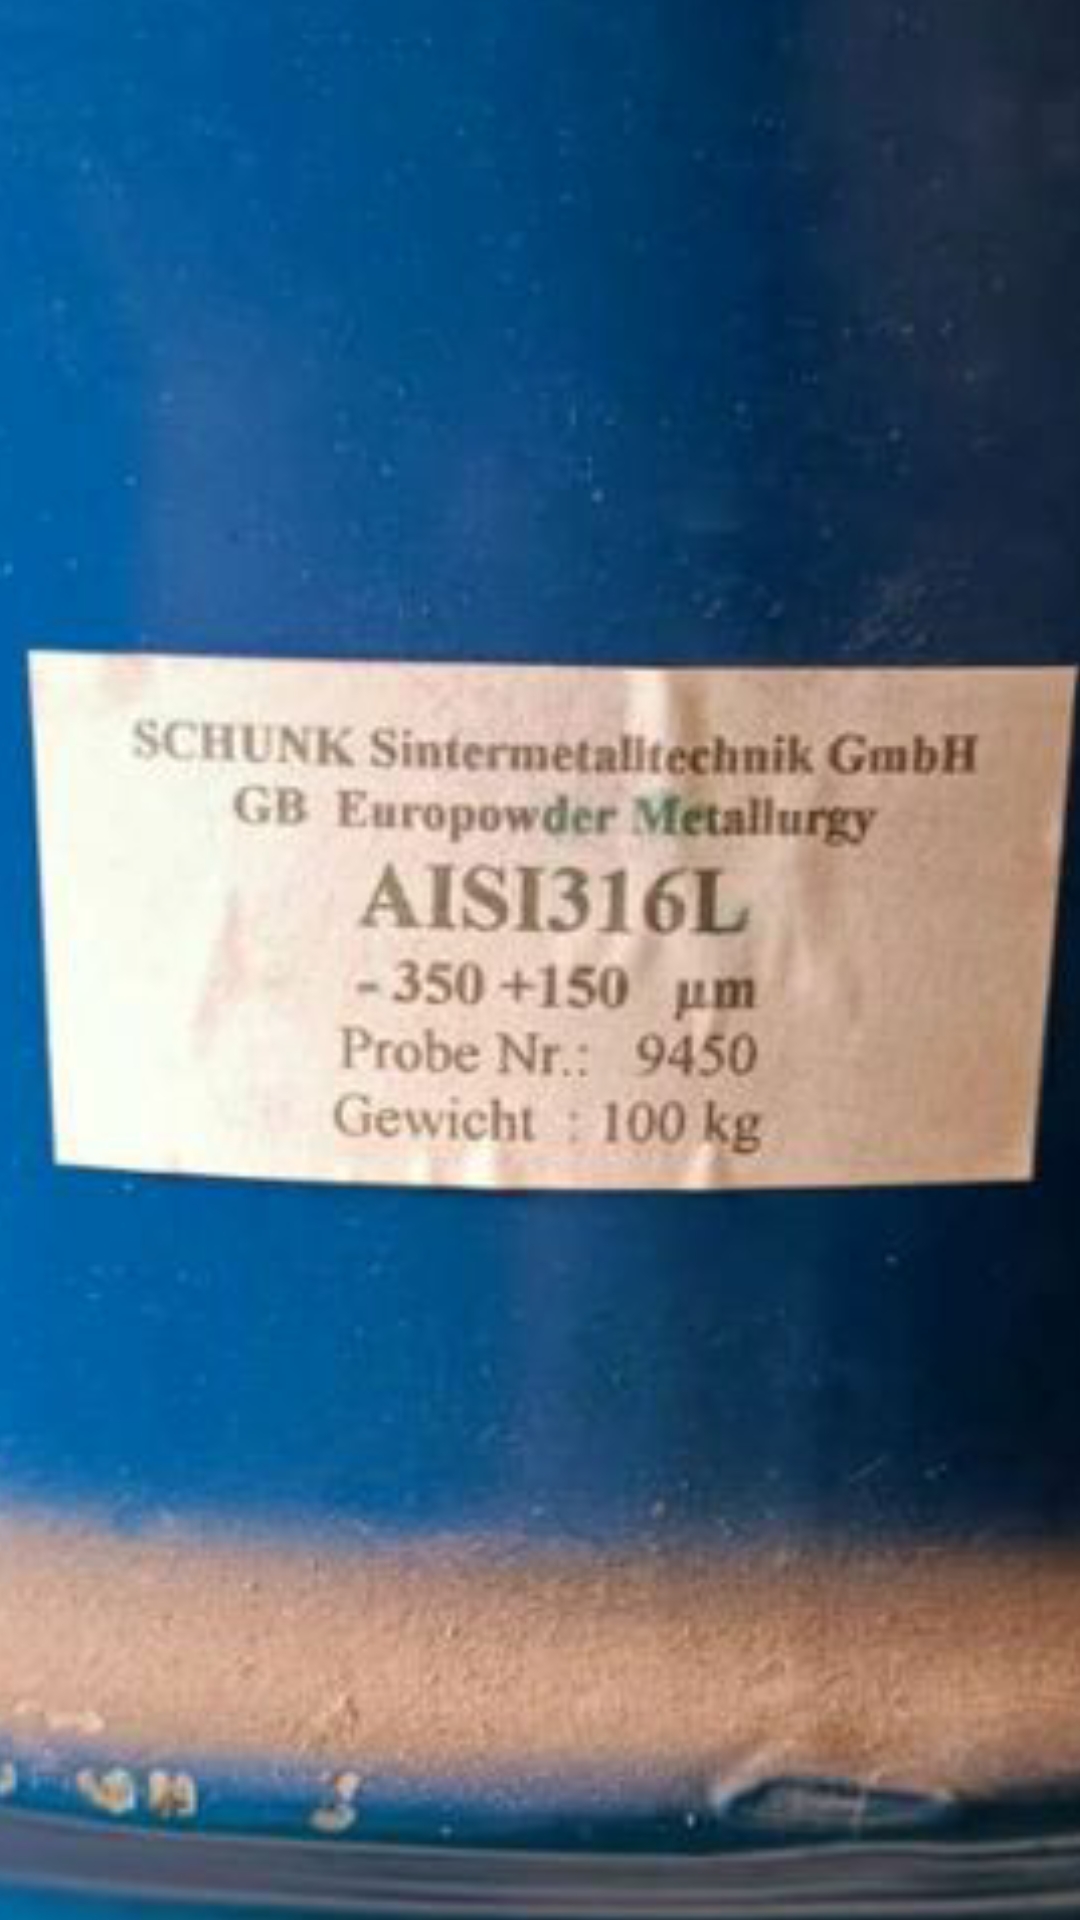 SCHUNK Sintermetalltechnik GmbH
GB Europowder Metallurgy
AISI316L
- 350 +150 µm
Probe Nr.: 9450
Gewicht : 100 kg